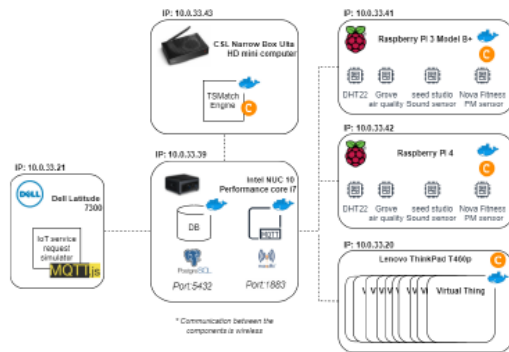 IP: 10.0.33.43
CSL Narrow Box Ulta
HD mini computer
TSMatch
Engine
C
IP: 10.0.33.41
Raspberry Pi 3 Model B+
C
DHT22
Grove
air quality
seed studio
Sound sensor
Nova Fitness
PM sensor
IP: 10.0.33.42
Raspberry Pi 4
C
DHT22
Grove
air quality
seed studio
Sound sensor
Nova Fitness
PM sensor
IP: 10.0.33.21
DELL
Dell Latitude
7300
IoT service
request
simulator
MQTT.js
IP: 10.0.33.39
Intel NUC 10
Performance core i7
DB
MQTT
PostgreSQL
Port:5432
Port:1883
* Communication between the
components is wireless
IP: 10.0.33.20
Lenovo ThinkPad T460p
C
Virtual Thing